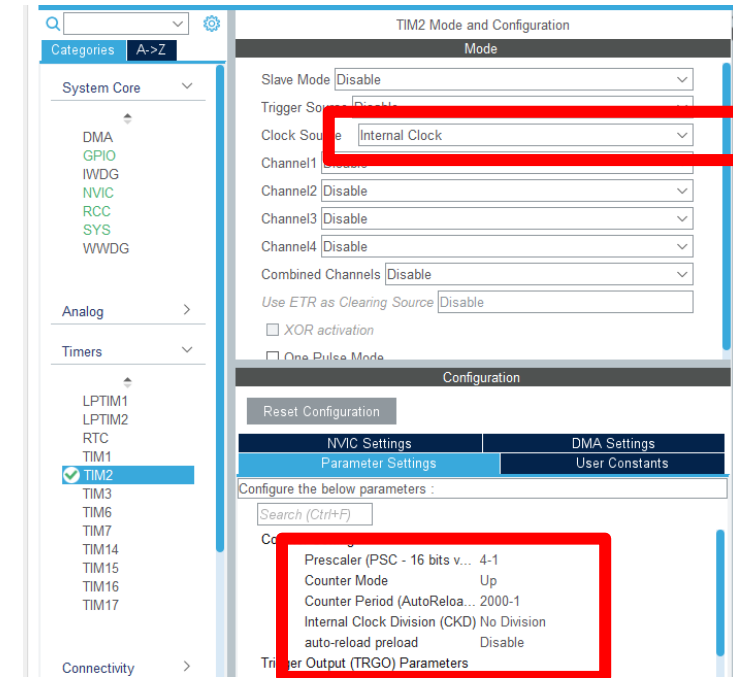 TIM2 Mode and Configuration
Categories A->Z
Mode
System Core
DMA
GPIO
IWDG
NVIC
RCC
SYS
WWDG
Analog
Timers
LPTIM1
LPTIM2
RTC
TIM1
TIM2
TIM3
TIM6
TIM7
TIM14
TIM15
TIM16
TIM17
Connectivity
Slave Mode Disable
Trigger Disable
Clock Internal Clock
Channel1 Disable
Channel2 Disable
Channel3 Disable
Channel4 Disable
Combined Channels Disable
Use ETR as Clearing Source Disable
XOR activation
One Pulse Mode
Configuration
Reset Configuration
NVIC Settings DMA Settings
Parameter Settings User Constants
Configure the below parameters :
Search (Ctrl+F)
Prescaler (PSC - 16 bits v... 4-1
Counter Mode Up
Counter Period (AutoReloa... 2000-1
Internal Clock Division (CKD) No Division
auto-reload preload Disable
Trigger Output (TRGO) Parameters